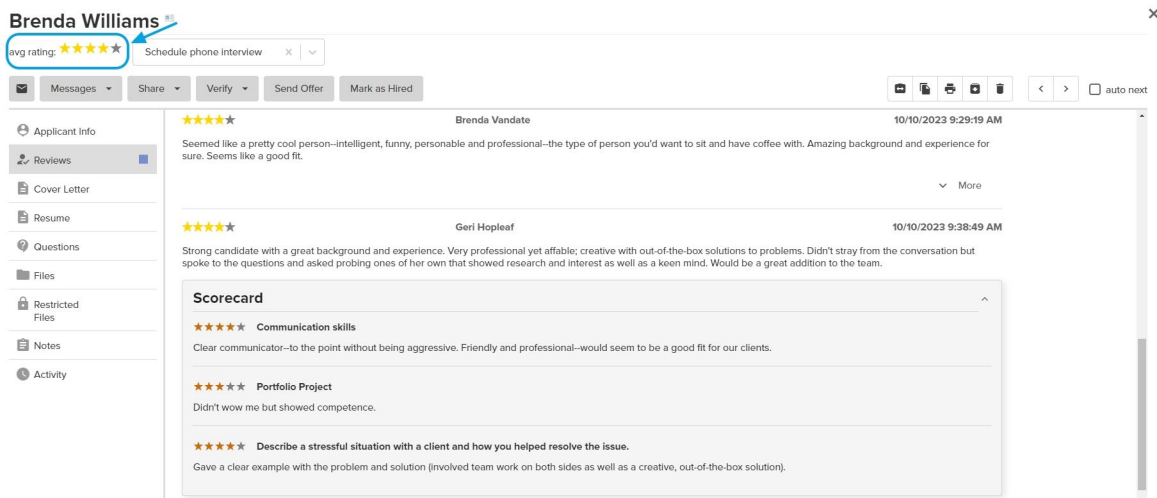 Brenda Williams
avg rating:
Schedule phone interview
Messages
Share
Verify
Send Offer
Mark as Hired
auto next
Applicant Info
Reviews
Cover Letter
Resume
Questions
Files
Restricted
Files
Notes
Activity
Brenda Vandate
10/10/2023 9:29:19 AM
Seemed like a pretty cool person--intelligent, funny, personable and professional--the type of person you'd want to sit and have coffee with. Amazing background and experience for
sure. Seems like a good fit.
More
Geri Hopleaf
10/10/2023 9:38:49 AM
Strong candidate with a great background and experience. Very professional yet affable; creative with out-of-the-box solutions to problems. Didn't stray from the conversation but
spoke to the questions and asked probing ones of her own that showed research and interest as well as a keen mind. Would be a great addition to the team.
Scorecard
Communication skills
Clear communicator--to the point without being aggressive. Friendly and professional--would seem to be a good fit for our clients.
Portfolio Project
Didn't wow me but showed competence.
Describe a stressful situation with a client and how you helped resolve the issue.
Gave a clear example with the problem and solution (involved team work on both sides as well as a creative, out-of-the-box solution).